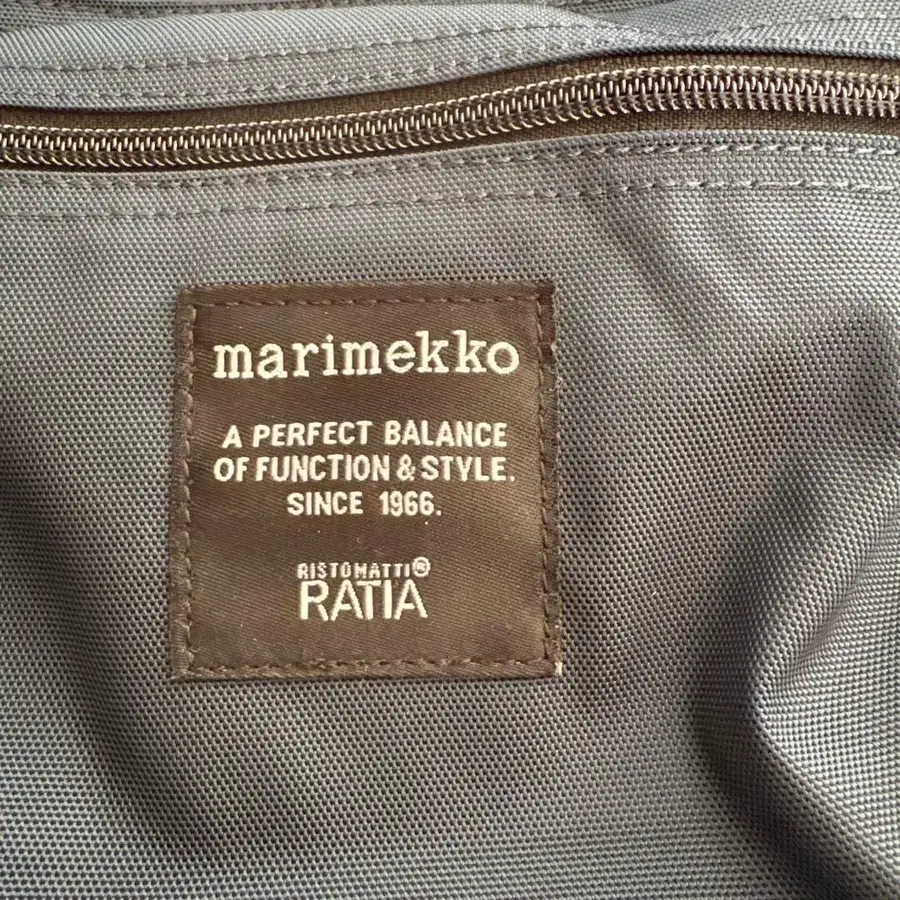 marimekko
A PERFECT BALANCE
OF FUNCTION & STYLE.
SINCE 1966.
RISTOMATTI®
RATIA